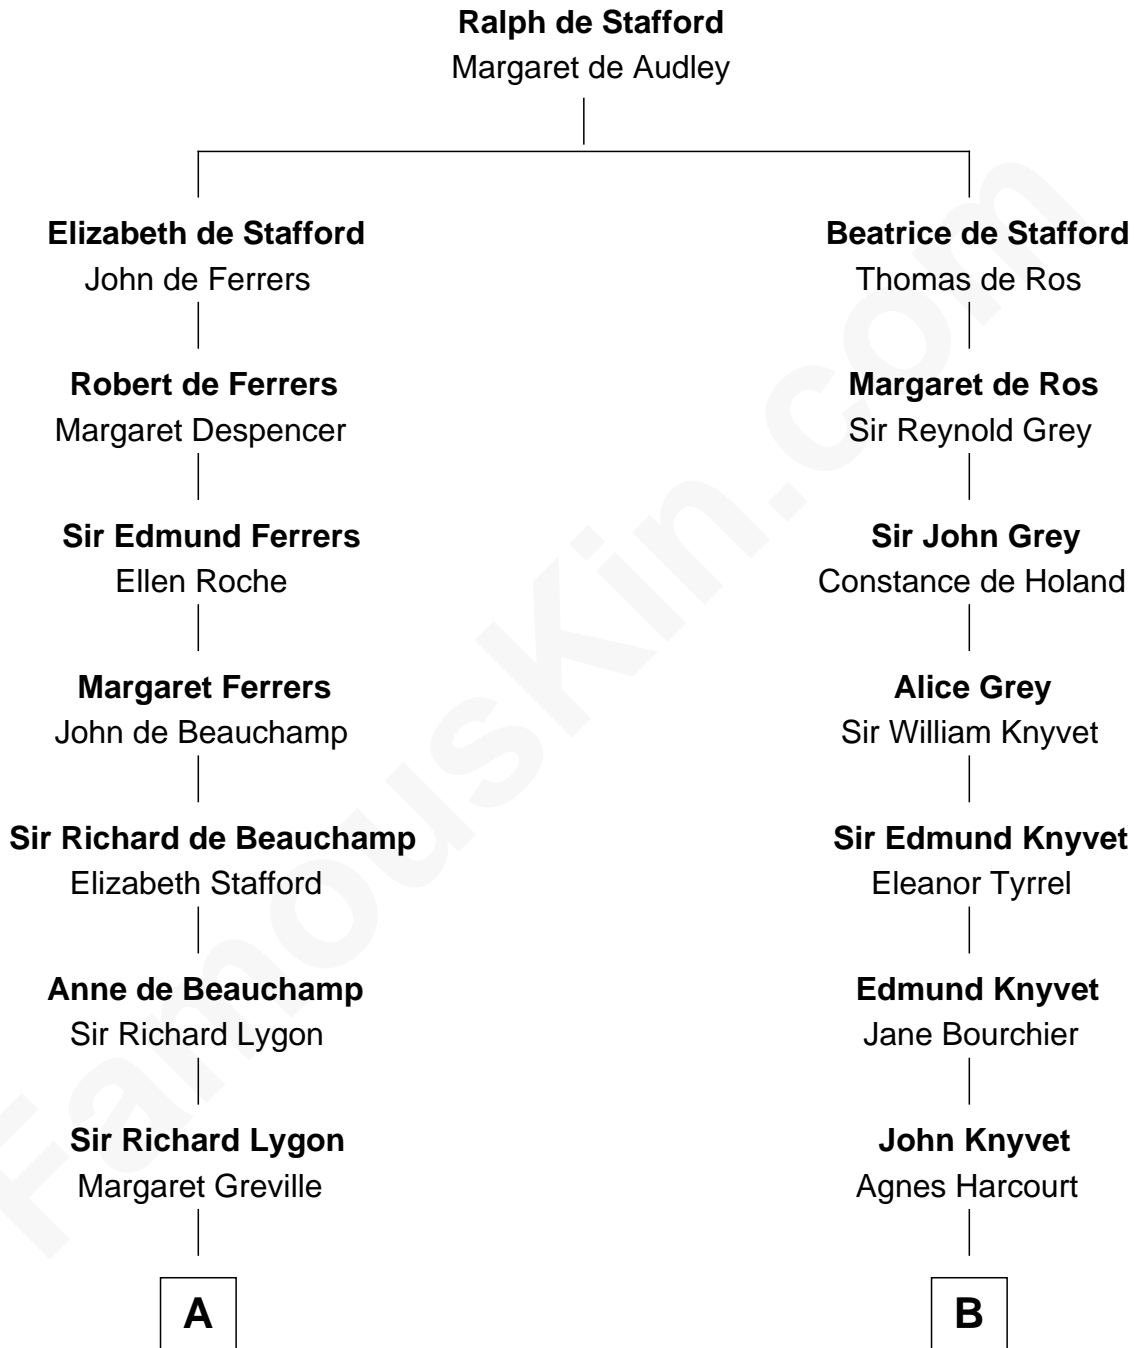 Ralph de Stafford
Margaret de Audley
Elizabeth de Stafford
John de Ferrers
Robert de Ferrers
Margaret Despencer
Sir Edmund Ferrers
Ellen Roche
Margaret Ferrers
John de Beauchamp
Sir Richard de Beauchamp
Elizabeth Stafford
Anne de Beauchamp
Sir Richard Lygon
Sir Richard Lygon
Margaret Greville
A
Beatrice de Stafford
Thomas de Ros
Margaret de Ros
Sir Reynold Grey
Sir John Grey
Constance de Holand
Alice Grey
Sir William Knyvet
Sir Edmund Knyvet
Eleanor Tyrrel
Edmund Knyvet
Jane Bourchier
John Knyvet
Agnes Harcourt
B
FamousKin.com